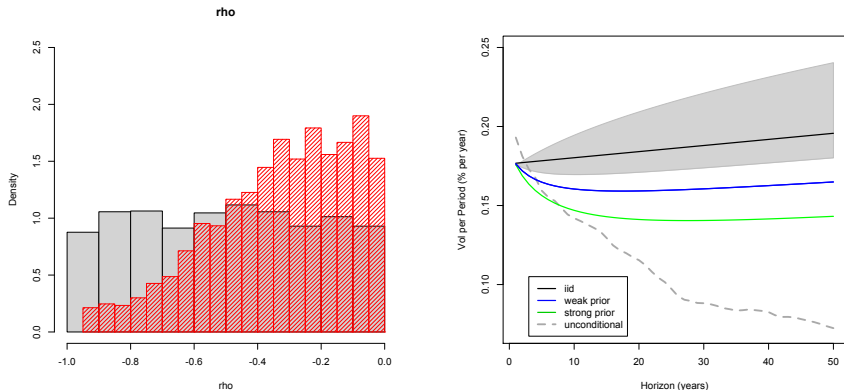 rho
Density
2.5
2.0
1.5
1.0
0.5
0.0
-1.0 -0.8 -0.6 -0.4 -0.2 0.0
rho
Vol per Period (% per year)
0.25
0.20
0.15
0.10
iid
weak prior
strong prior
unconditional
0 10 20 30 40 50
Horizon (years)